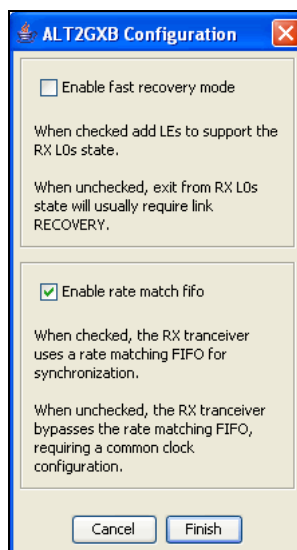 ALT2GXB Configuration
Enable fast recovery mode
When checked add LEs to support the
RX L0s state.
When unchecked, exit from RX L0s
state will usually require link
RECOVERY.
Enable rate match fifo
When checked, the RX tranceiver
uses a rate matching FIFO for
synchronization.
When unchecked, the RX tranceiver
bypasses the rate matching FIFO,
requiring a common clock
configuration.
Cancel Finish